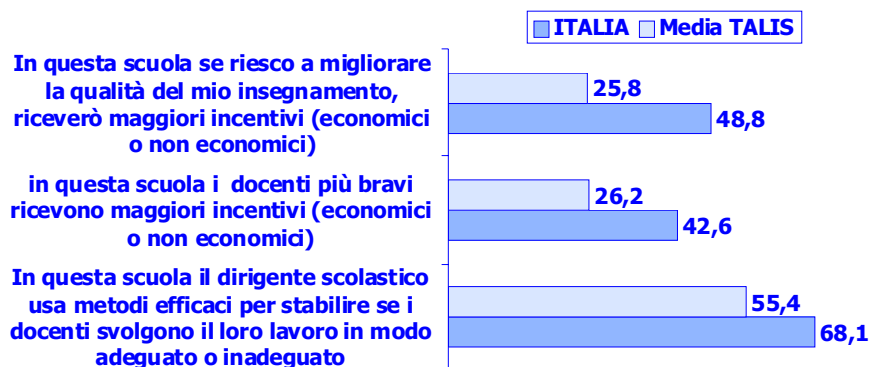 ITALIA Media TALIS
In questa scuola se riesco a migliorare
la qualità del mio insegnamento,
riceverò maggiori incentivi (economici
o non economici)
25,8
48,8
in questa scuola i docenti più bravi
ricevono maggiori incentivi (economici
o non economici)
26,2
42,6
In questa scuola il dirigente scolastico
usa metodi efficaci per stabilire se i
docenti svolgono il loro lavoro in modo
adeguato o inadeguato
55,4
68,1